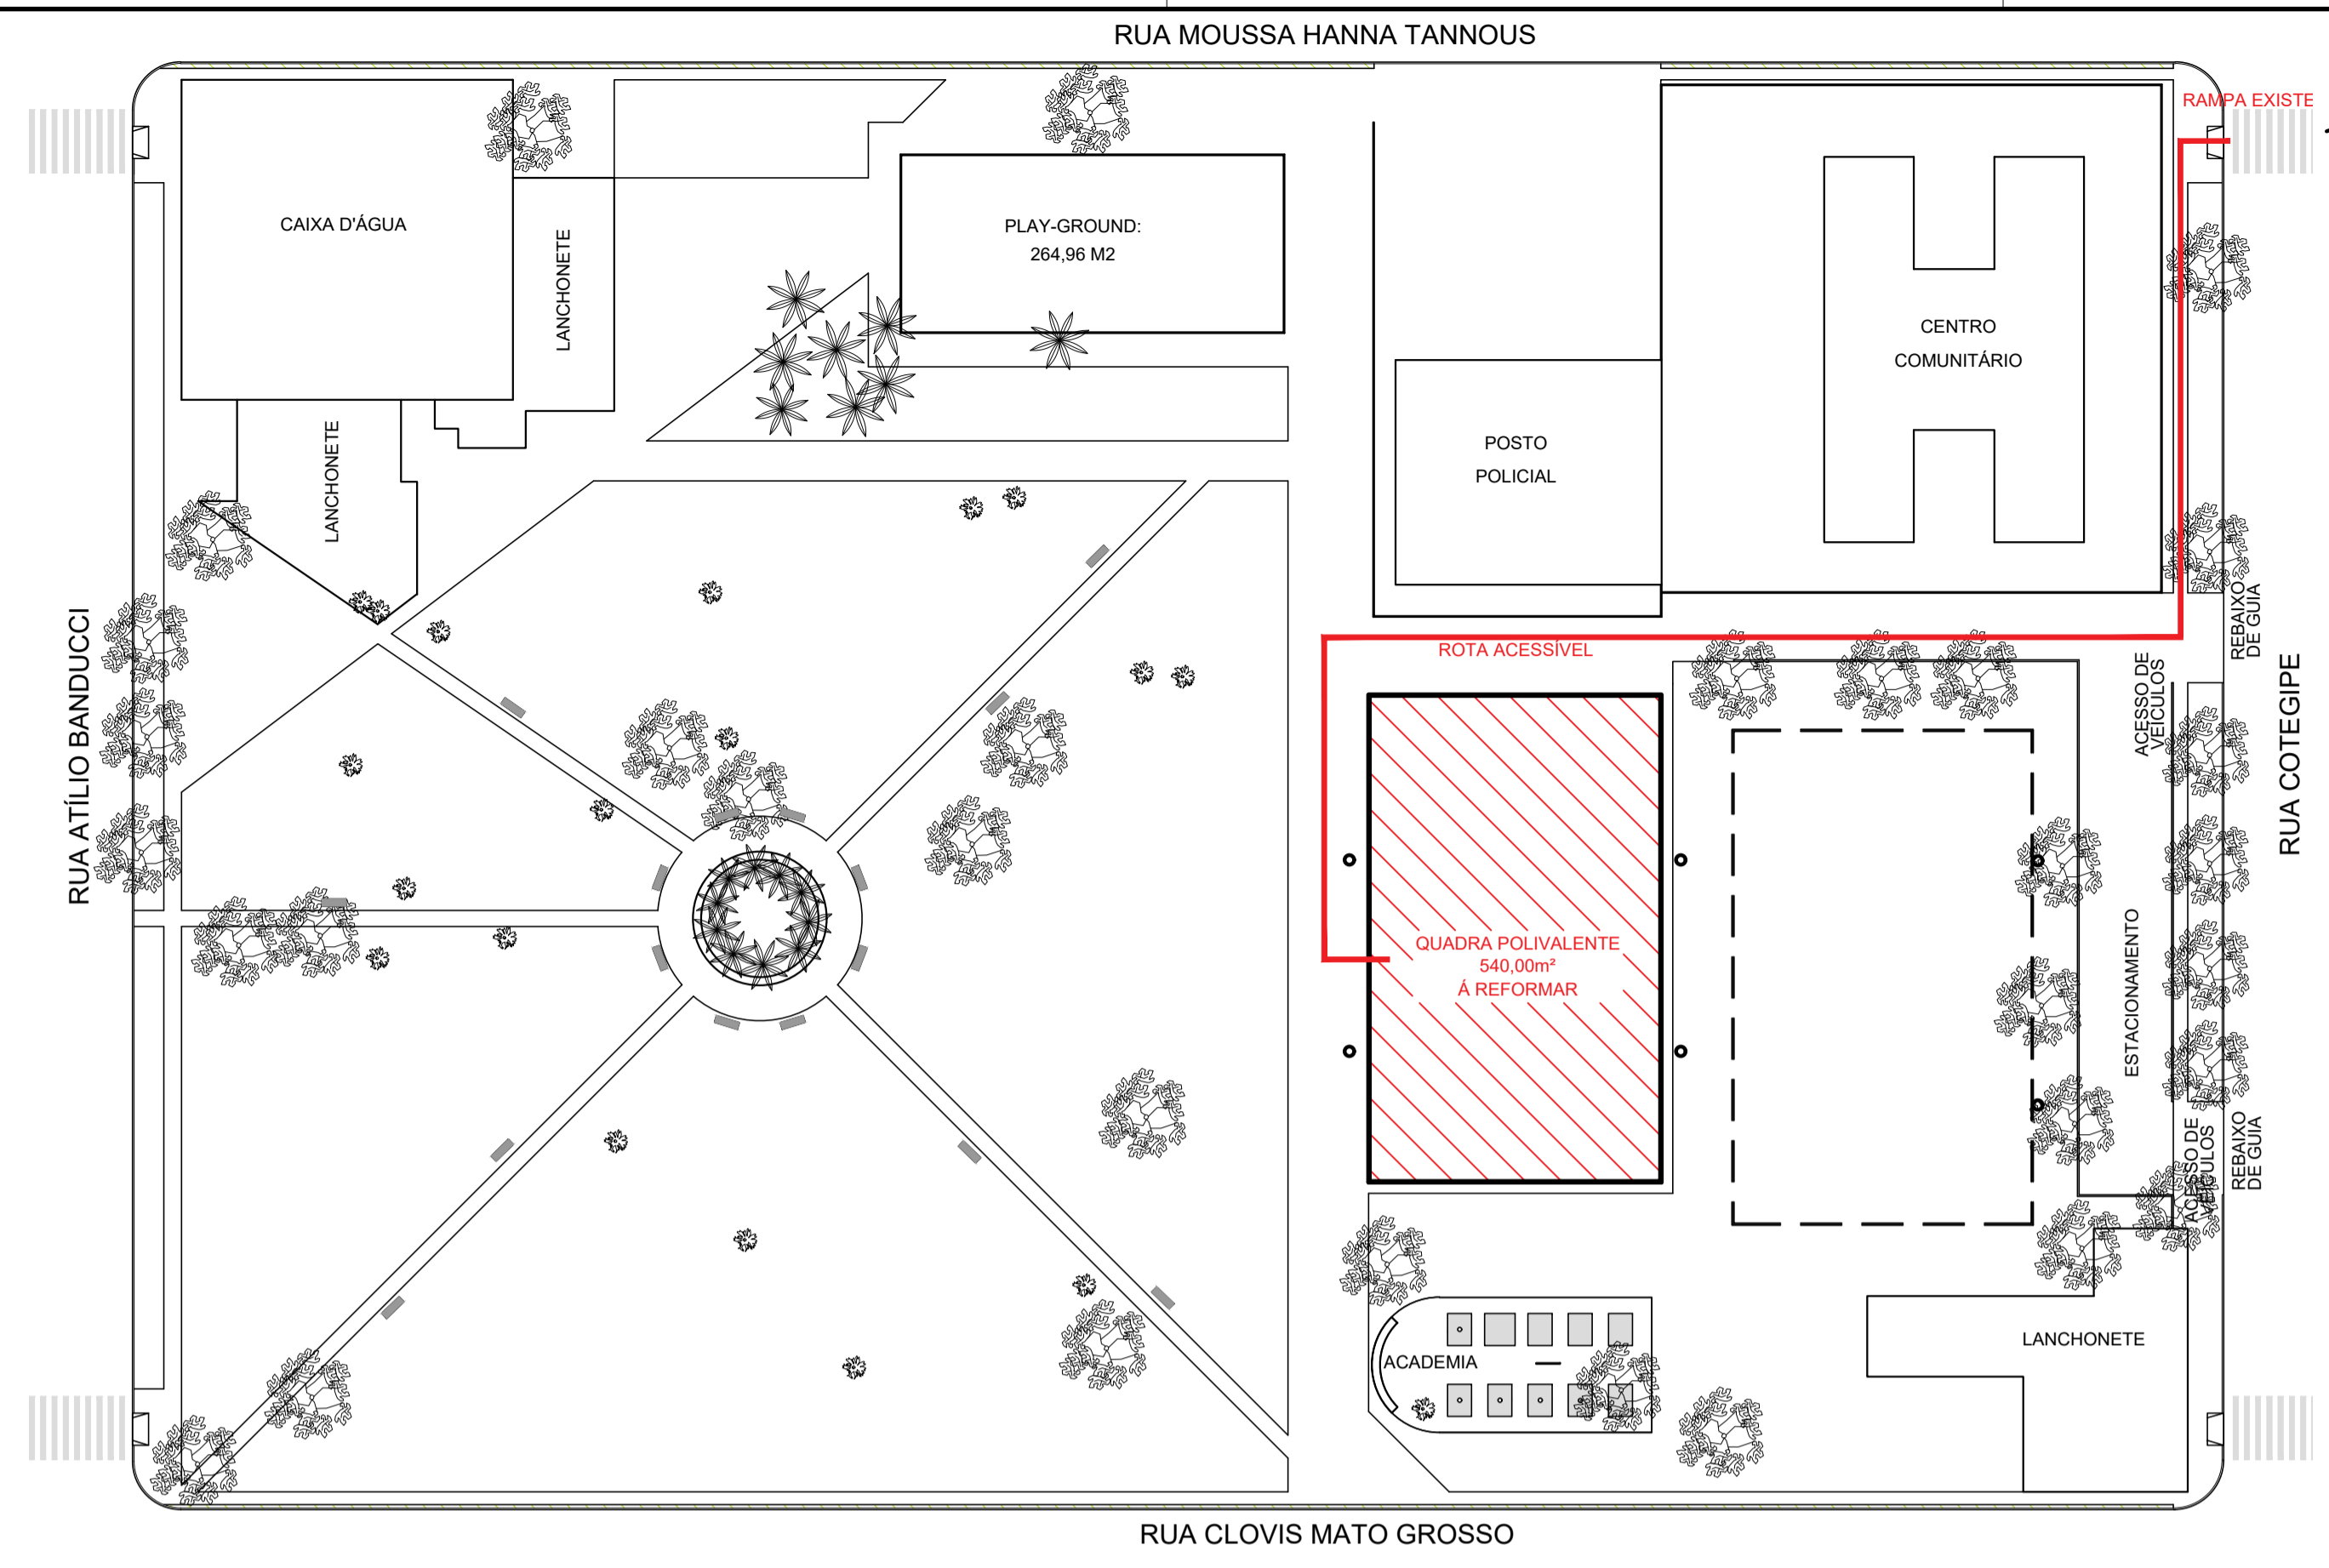 RUA MOUSSA HANNA TANNOUS
RAMPA EXISTE
CAIXA D'ÁGUA
LANCHONETE
PLAY-GROUND:
264,96 M2
CENTRO
COMUNITÁRIO
LANCHONETE
POSTO
POLICIAL
RUA ATÍLIO BANDUCCI
ROTA ACESSÍVEL
REBAIXO
DE GUIA
ACESSO DE
VEICULOS
RUA COTEGIPE
QUADRA POLIVALENTE
540,00m²
Á REFORMAR
ESTACIONAMENTO
ACESSO DE
VEICULOS
REBAIXO
DE GUIA
ACADEMIA
LANCHONETE
RUA CLOVIS MATO GROSSO